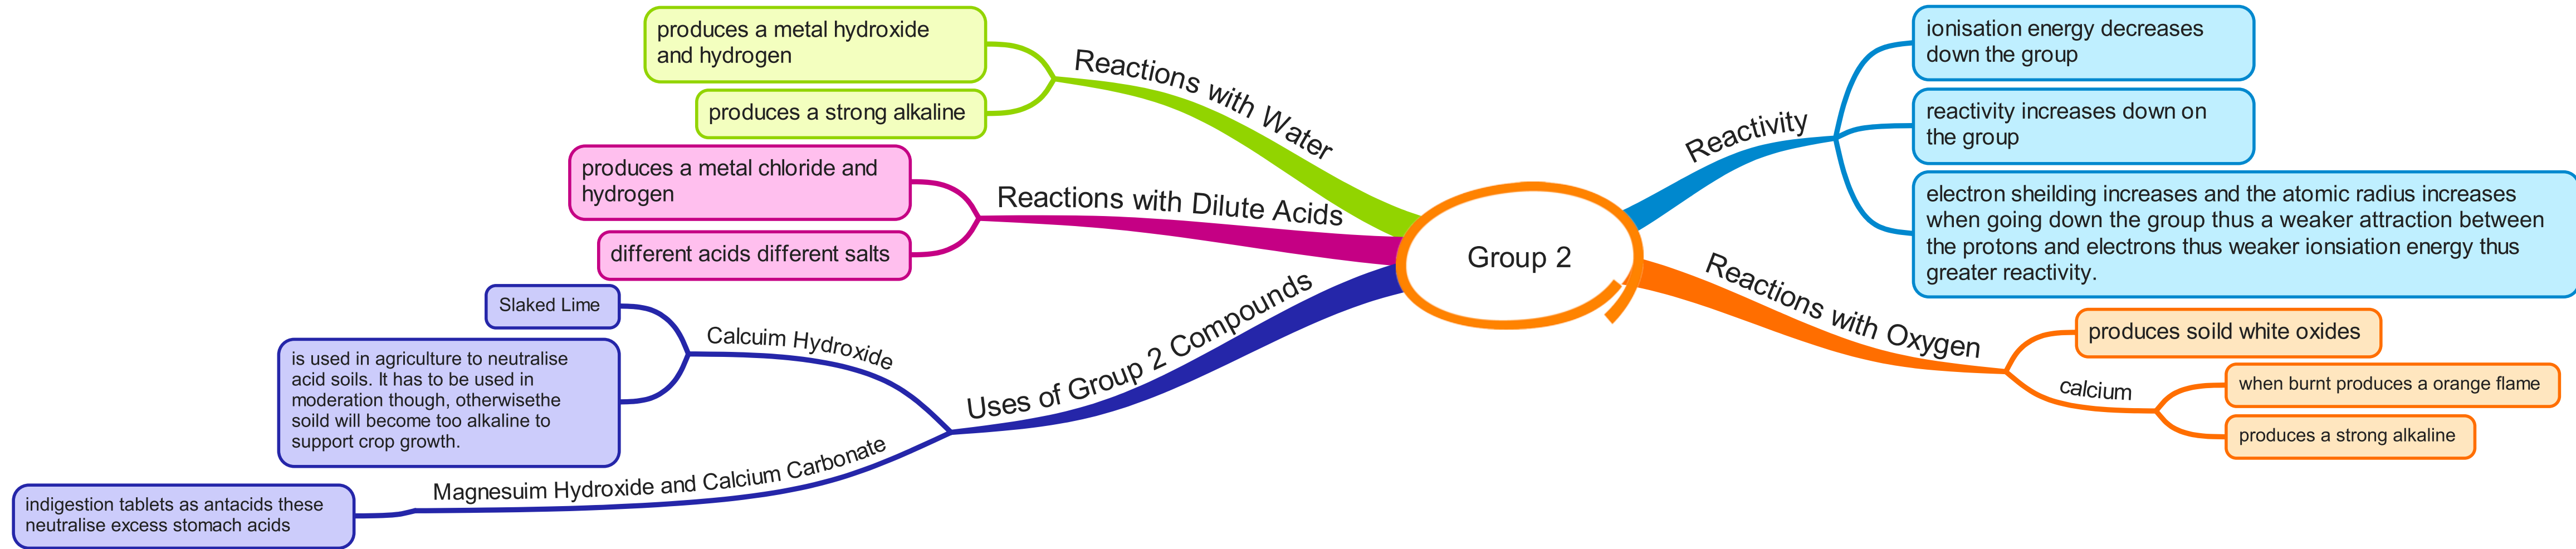 Group 2
Reactions with Water
produces a metal hydroxide
and hydrogen
produces a strong alkaline
Reactions with Dilute Acids
produces a metal chloride and
hydrogen
different acids different salts
Uses of Group 2 Compounds
Calcuim Hydroxide
Slaked Lime
is used in agriculture to neutralise
acid soils. It has to be used in
moderation though, otherwisethe
soild will become too alkaline to
support crop growth.
Magnesuim Hydroxide and Calcium Carbonate
indigestion tablets as antacids these
neutralise excess stomach acids
Reactivity
ionisation energy decreases
down the group
reactivity increases down on
the group
electron sheilding increases and the atomic radius increases
when going down the group thus a weaker attraction between
the protons and electrons thus weaker ionsiation energy thus
greater reactivity.
Reactions with Oxygen
produces soild white oxides
calcium
when burnt produces a orange flame
produces a strong alkaline